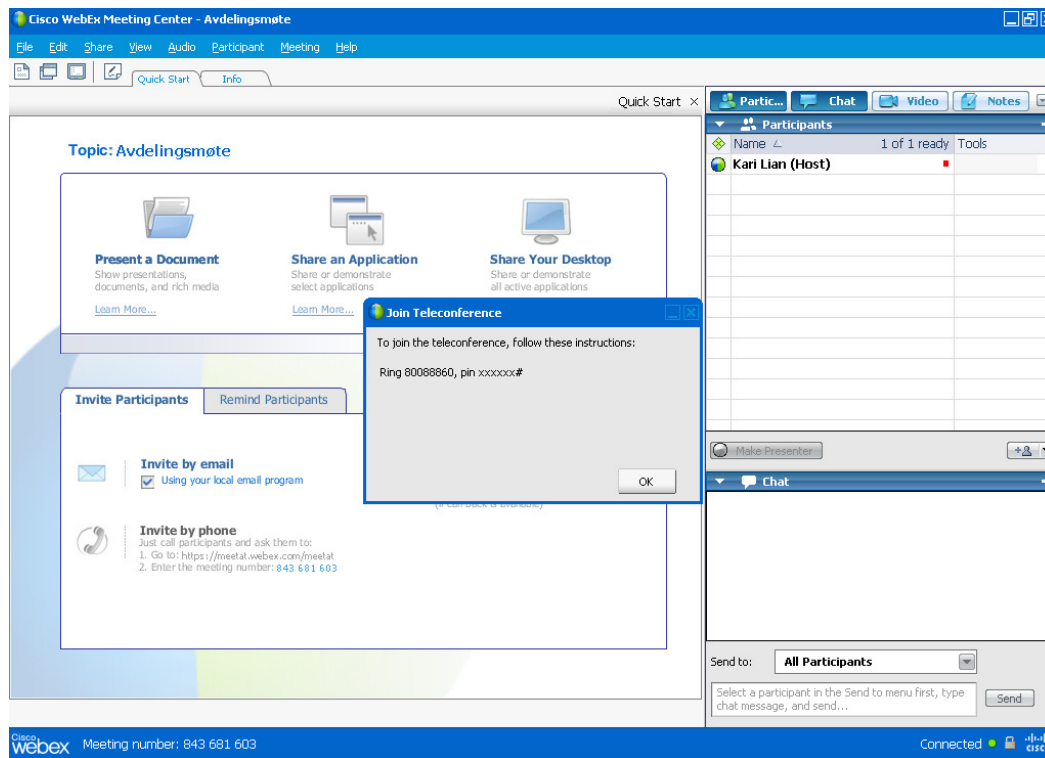 Cisco WebEx Meeting Center - Avdelingsmøte
File Edit Share View Audio Participant Meeting Help
Quick Start Info
Quick Start
Partic... Chat Video Notes
Participants
Name 1 of 1 ready Tools
Kari Lian (Host)
Topic: Avdelingsmøte
Present a Document
Show presentations,
documents, and rich media
Learn More...
Share an Application
Share or demonstrate
select applications
Learn More...
Share Your Desktop
Share or demonstrate
all active applications
Join Teleconference
To join the teleconference, follow these instructions:
Ring 80088860, pin xxxxxx#
OK
Invite Participants Remind Participants
Invite by email
Using your local email program
Invite by phone
Just call participants and ask them to:
1. Go to: https://meetat.webex.com/meetat
2. Enter the meeting number: 843 681 603
Make Presenter
Chat
Send to: All Participants
Select a participant in the Send to menu first, type
chat message, and send...
Send
Cisco
webex Meeting number: 843 681 603
Connected